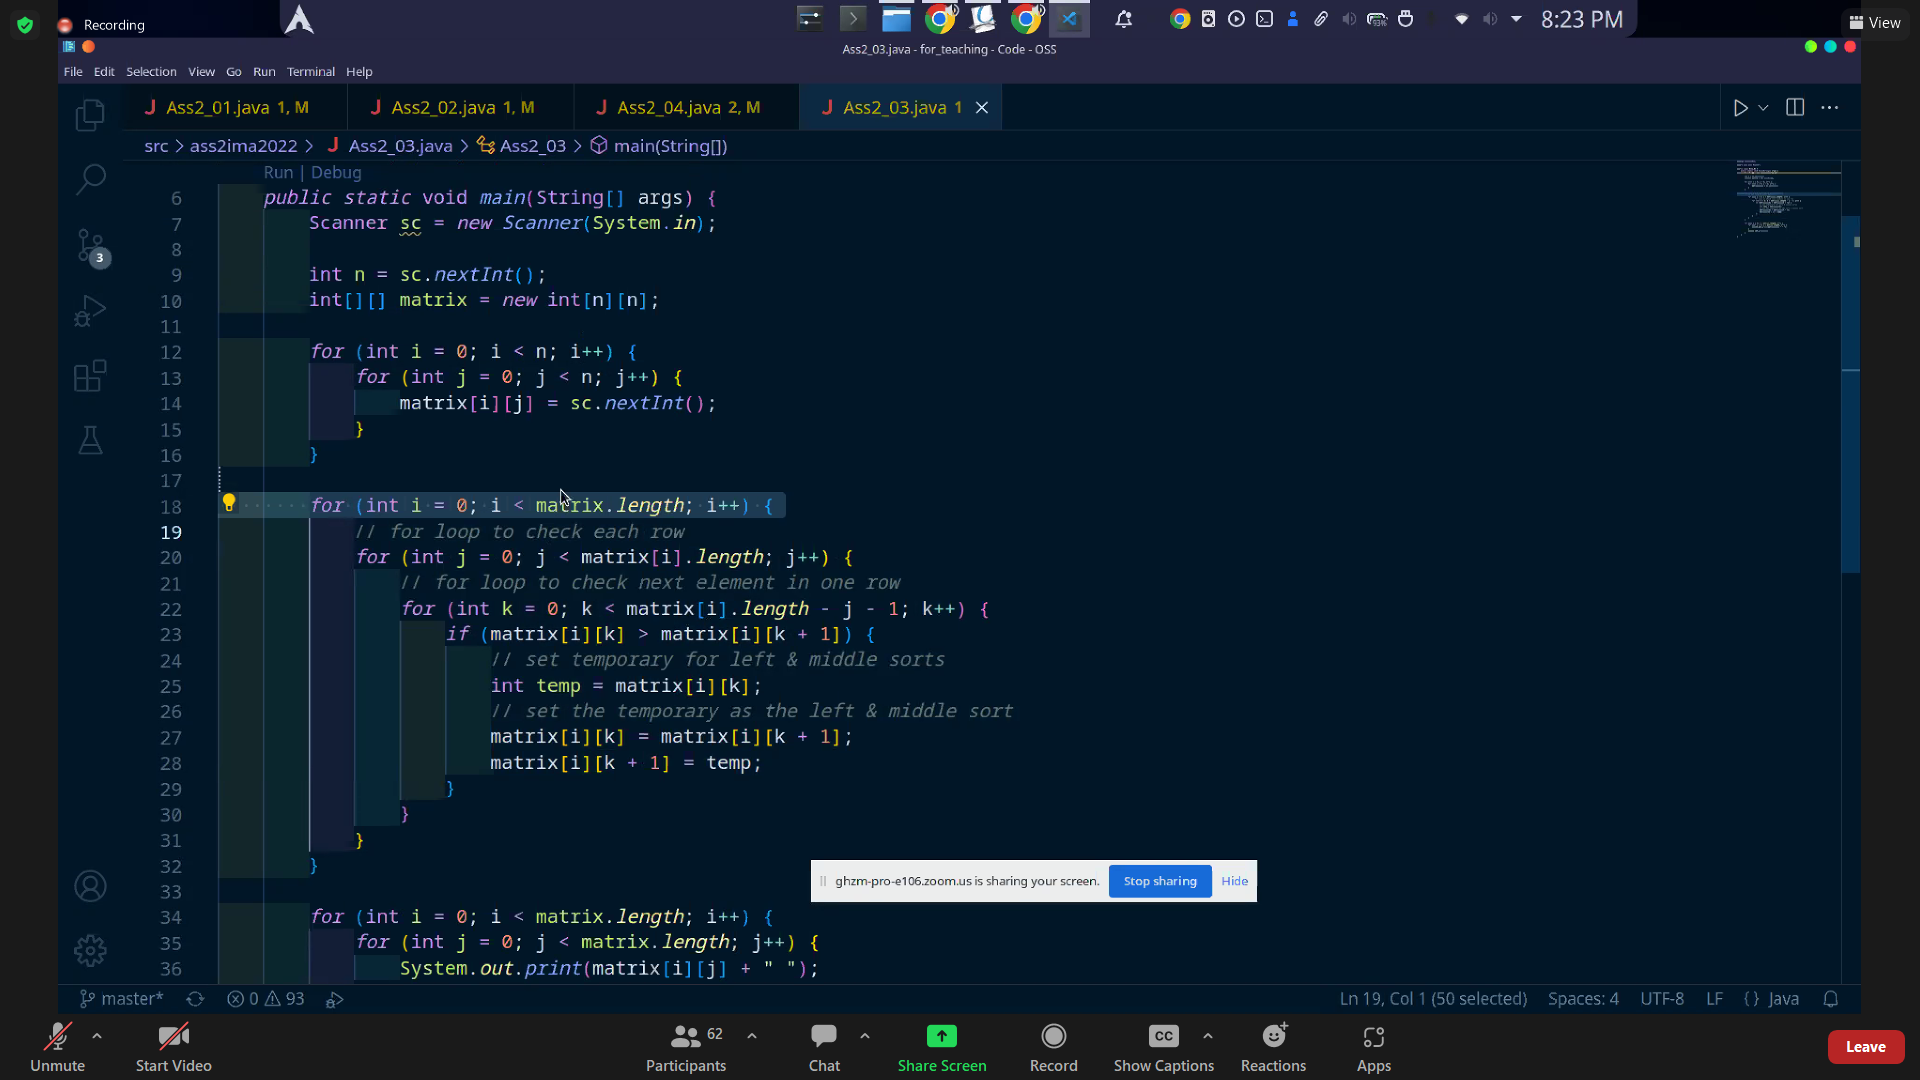 Recording
8:23 PM
View
Ass2_03.java - for_teaching - Code - OSS
File Edit Selection View Go Run Terminal Help
Ass2_01.java 1, M
Ass2_02.java 1, M
Ass2_04.java 2, M
Ass2_03.java 1
src > ass2ima2022 > Ass2_03.java > Ass2_03 > main(String[])
Run | Debug
6 public static void main(String[] args) {
7 Scanner sc = new Scanner(System.in);
8
9 int n = sc.nextInt();
10 int[][] matrix = new int[n][n];
11
12 for (int i = 0; i < n; i++) {
13 for (int j = 0; j < n; j++) {
14 matrix[i][j] = sc.nextInt();
15 }
16 }
17
18 for (int i = 0; i < matrix.length; i++) {
19 // for loop to check each row
20 for (int j = 0; j < matrix[i].length; j++) {
21 // for loop to check next element in one row
22 for (int k = 0; k < matrix[i].length - j - 1; k++) {
23 if (matrix[i][k] > matrix[i][k + 1]) {
24 // set temporary for left & middle sorts
25 int temp = matrix[i][k];
26 // set the temporary as the left & middle sort
27 matrix[i][k] = matrix[i][k + 1];
28 matrix[i][k + 1] = temp;
29 }
30 }
31 }
32 }
33
34 for (int i = 0; i < matrix.length; i++) {
35 for (int j = 0; j < matrix.length; j++) {
36 System.out.print(matrix[i][j] + " ");
3
ghzm-pro-e106.zoom.us is sharing your screen. Stop sharing Hide
master* 0 93 Ln 19, Col 1 (50 selected) Spaces: 4 UTF-8 LF {} Java
62
CC
Unmute Start Video Participants Chat Share Screen Record Show Captions Reactions Apps
Leave